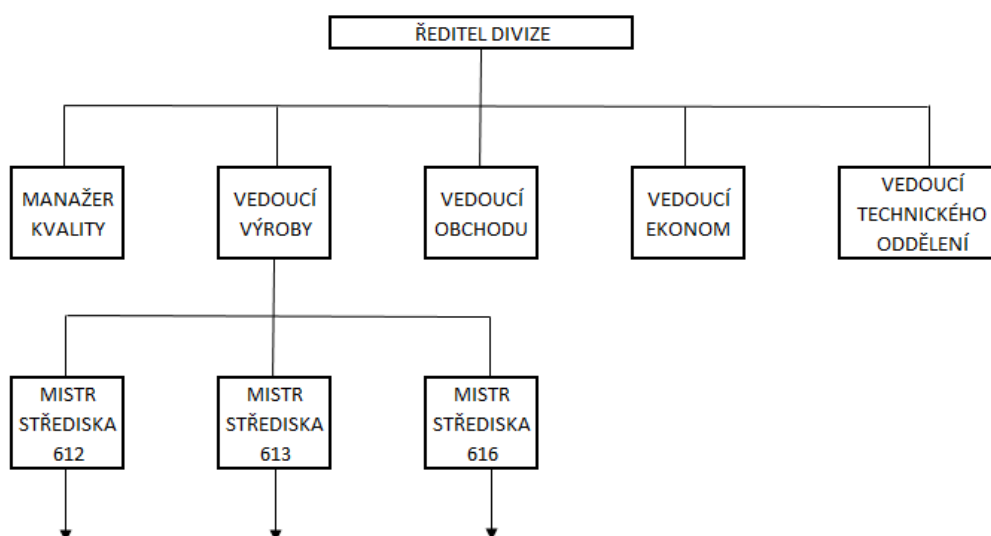 ŘEDITEL DIVIZE
MANAŽER
KVALITY
VEDOUCÍ
VÝROBY
VEDOUCÍ
OBCHODU
VEDOUCÍ
EKONOM
VEDOUCÍ
TECHNICKÉHO
ODDĚLENÍ
MISTR
STŘEDISKA
612
MISTR
STŘEDISKA
613
MISTR
STŘEDISKA
616